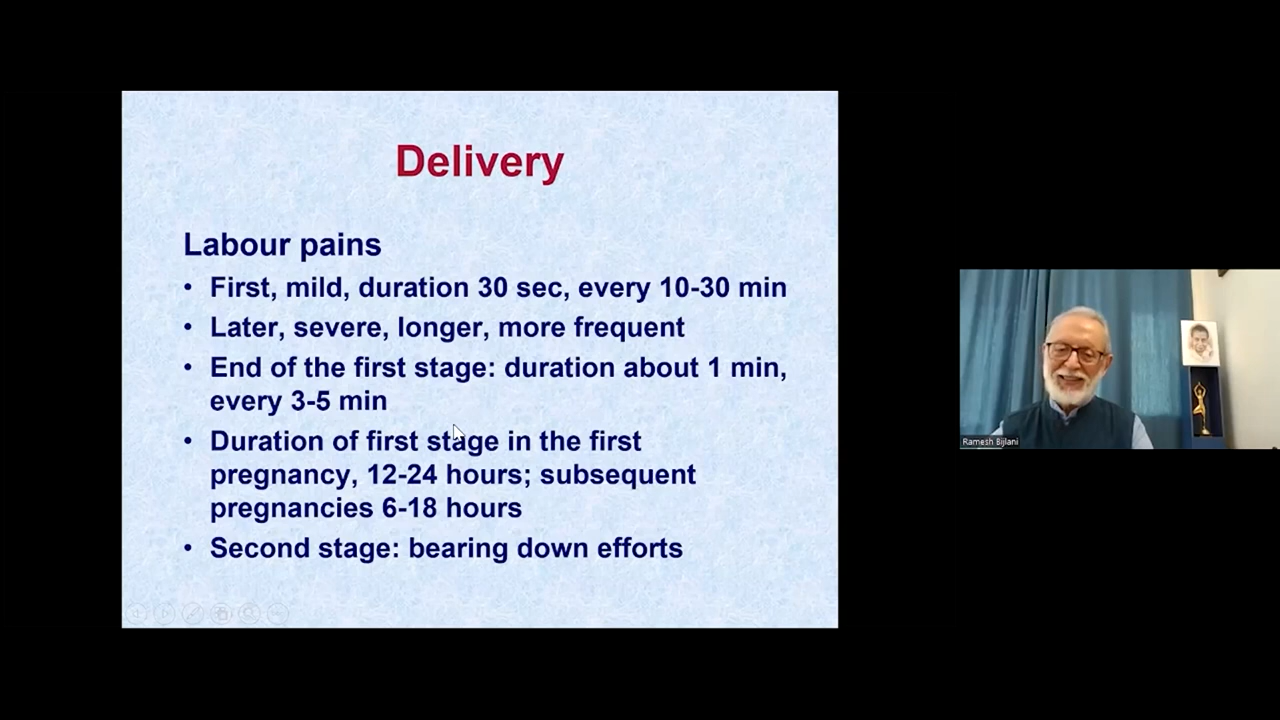 Delivery
Labour pains
• First, mild, duration 30 sec, every 10-30 min
• Later, severe, longer, more frequent
• End of the first stage: duration about 1 min,
every 3-5 min
• Duration of first stage in the first
pregnancy, 12-24 hours; subsequent
pregnancies 6-18 hours
• Second stage: bearing down efforts
Ramesh Bijlani